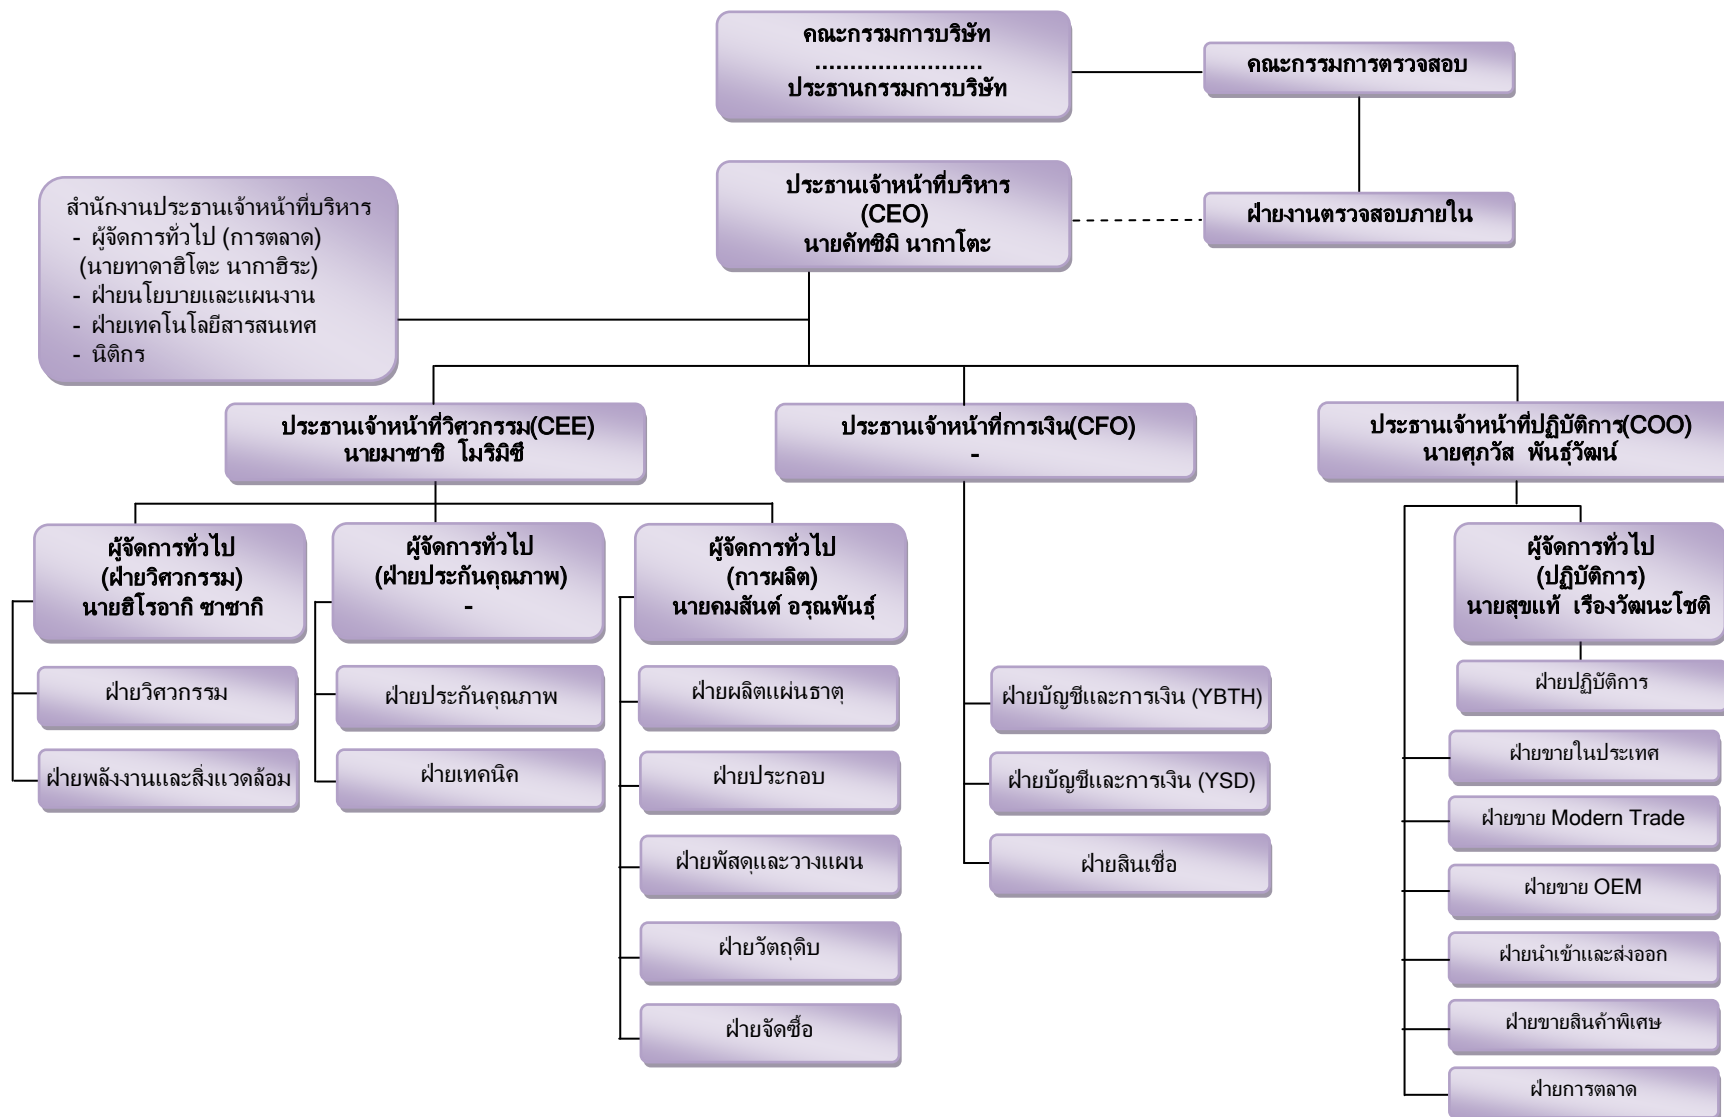 คณะกรรมการบริษัท
........................
ประธานกรรมการบริษัท
คณะกรรมการตรวจสอบ
ประธานเจ้าหน้าที่บริหาร
(CEO)
นายคัทซึมิ นากาโตะ
ฝ่ายงานตรวจสอบภายใน
สำนักงานประธานเจ้าหน้าที่บริหาร
- ผู้จัดการทั่วไป (การตลาด)
(นายทาดาฮิโตะ นากาฮิระ)
- ฝ่ายนโยบายและแผนงาน
- ฝ่ายเทคโนโลยีสารสนเทศ
- นิติกร
ประธานเจ้าหน้าที่วิศวกรรม(CEE)
นายมาซาชิ โมริมิซึ
ประธานเจ้าหน้าที่การเงิน(CFO)
-
ประธานเจ้าหน้าที่ปฏิบัติการ(COO)
นายศุภวัส พันธุ์วัฒน์
ผู้จัดการทั่วไป
(ฝ่ายวิศวกรรม)
นายฮิโรอากิ ซาซากิ
ฝ่ายวิศวกรรม
ฝ่ายพลังงานและสิ่งแวดล้อม
ผู้จัดการทั่วไป
(ฝ่ายประกันคุณภาพ)
-
ฝ่ายประกันคุณภาพ
ฝ่ายเทคนิค
ผู้จัดการทั่วไป
(การผลิต)
นายคมสันต์ อรุณพันธุ์
ฝ่ายผลิตแผ่นธาตุ
ฝ่ายประกอบ
ฝ่ายพัสดุและวางแผน
ฝ่ายวัตถุดิบ
ฝ่ายจัดซื้อ
ฝ่ายบัญชีและการเงิน (YBTH)
ฝ่ายบัญชีและการเงิน (YSD)
ฝ่ายสินเชื่อ
ผู้จัดการทั่วไป
(ปฏิบัติการ)
นายสุขแท้ เรืองวัฒนะโชติ
ฝ่ายปฏิบัติการ
ฝ่ายขายในประเทศ
ฝ่ายขาย Modern Trade
ฝ่ายขาย OEM
ฝ่ายนำเข้าและส่งออก
ฝ่ายขายสินค้าพิเศษ
ฝ่ายการตลาด